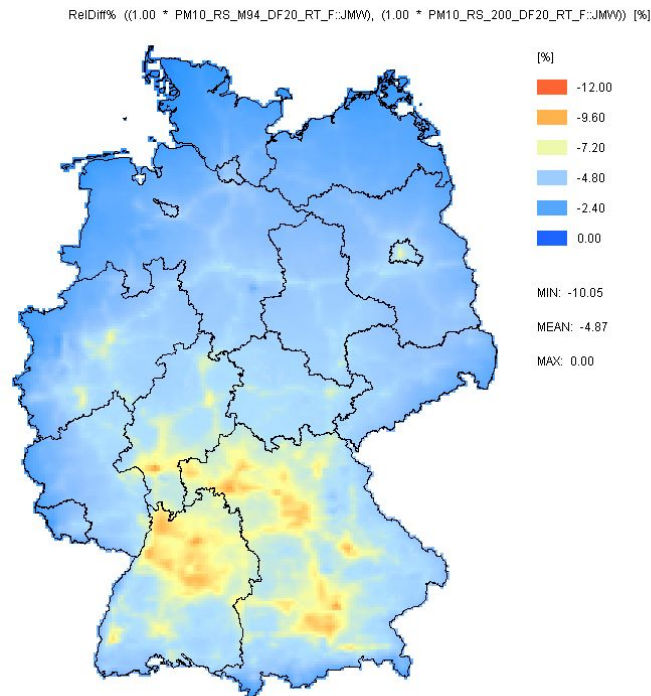 RelDiff% ((1.00 * PM10_RS_M94_DF20_RT_F::JMW), (1.00 * PM10_RS_200_DF20_RT_F::JMW)) [%]
[%]
-12.00
-9.60
-7.20
-4.80
-2.40
0.00
MIN: -10.05
MEAN: -4.87
MAX: 0.00